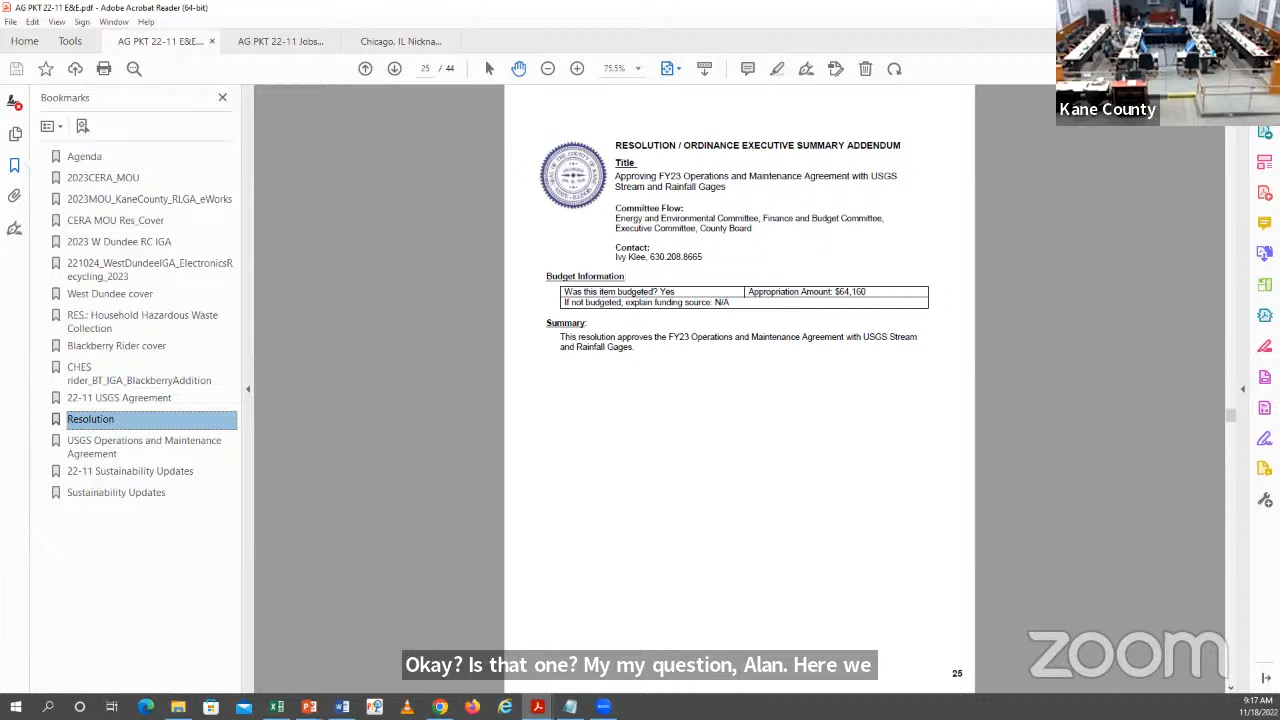 AG PKT 22-11 E&E.pdf - Adobe Acrobat Reader (64-bit)
File Edit View Sign Window Help
Home Tools AG PKT 22-11 E&E.... × AG PKT 22-11 Jobs... Chicago, IL Nickna...
25 75.5%
Kane County
Bookmarks
Agenda
2023CERA_MOU
2023MOU_KaneCounty_RLGA_eWorks
CERA MOU Res_Cover
2023 W Dundee RC IGA
221024_WestDundeeIGA_ElectronicsR
ecycling_2023
West Dundee cover
RES: Household Hazardous Waste
Collection
Blackberry Rider cover
CHES
rider_BT_IGA_BlackberryAddition
22-11 USGS Agreement
Resolution
USGS Operations and Maintenance
Agreement
22-11 Sustainability Updates
Sustainability Updates
RESOLUTION / ORDINANCE EXECUTIVE SUMMARY ADDENDUM
Title
Approving FY23 Operations and Maintenance Agreement with USGS
Stream and Rainfall Gages
Committee Flow:
Energy and Environmental Committee, Finance and Budget Committee,
Executive Committee, County Board
Contact:
Ivy Klee, 630.208.8665
Budget Information:
Was this item budgeted? Yes Appropriation Amount: $64,160
If not budgeted, explain funding source: N/A
Summary:
This resolution approves the FY23 Operations and Maintenance Agreement with USGS Stream
and Rainfall Gages.
zoom
Okay? Is that one? My my question, Alan. Here we
25
9:17 AM
11/18/2022